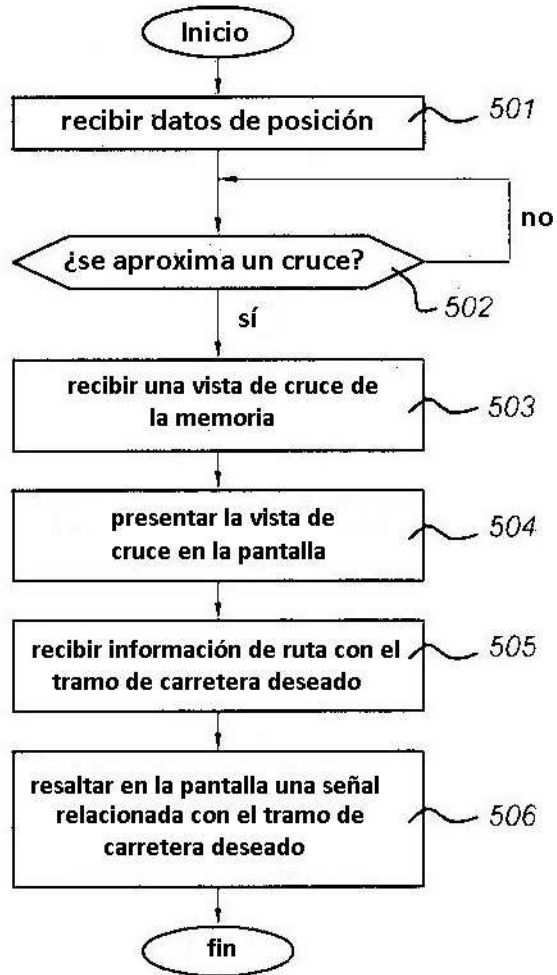 Inicio
recibir datos de posición
501
no
¿se aproxima un cruce?
502
sí
recibir una vista de cruce de
la memoria
503
presentar la vista de
cruce en la pantalla
504
recibir información de ruta con el
tramo de carretera deseado
505
resaltar en la pantalla una señal
relacionada con el tramo de
carretera deseado
506
fin